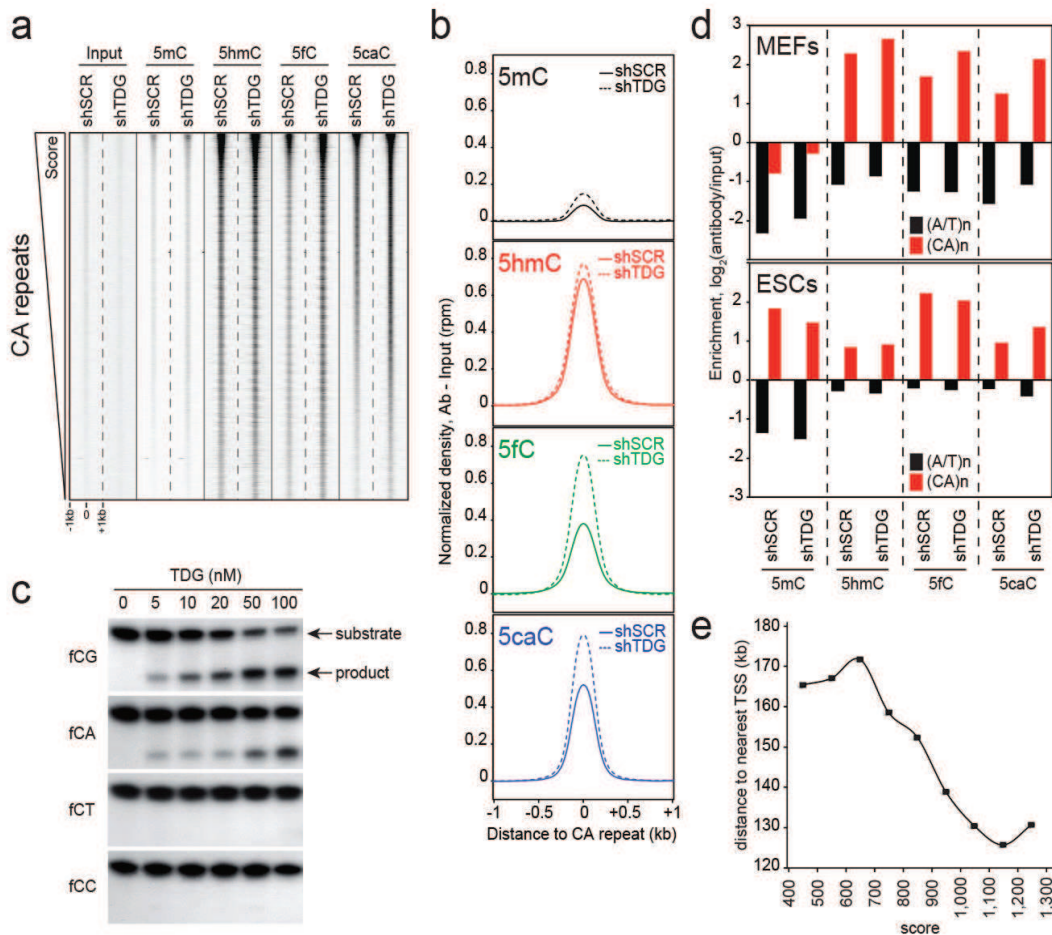 a
Input 5mC 5hmC 5fC 5caC
shSCR shTDG shSCR shTDG shSCR shTDG shSCR shTDG shSCR shTDG
Score
CA repeats
-1kb 0 +1kb
b
Normalized density, Ab - Input (rpm)
5mC
shSCR
shTDG
0.8
0.6
0.4
0.2
0
5hmC
shSCR
shTDG
0.8
0.6
0.4
0.2
0
5fC
shSCR
shTDG
0.8
0.6
0.4
0.2
0
5caC
shSCR
shTDG
0.8
0.6
0.4
0.2
0
-1 -0.5 0 +0.5 +1
Distance to CA repeat (kb)
c
TDG (nM)
0 5 10 20 50 100
fCG
substrate
product
fCA
fCT
fCC
d
Enrichment, log2(antibody/input)
MEFs
3
2
1
0
-1
-2
(A/T)n
(CA)n
ESCs
2
1
0
-1
-2
-3
(A/T)n
(CA)n
shSCR shTDG shSCR shTDG shSCR shTDG shSCR shTDG
5mC 5hmC 5fC 5caC
e
distance to nearest TSS (kb)
180
170
160
150
140
130
120
400 500 600 700 800 900 1,000 1,100 1,200 1,300
score